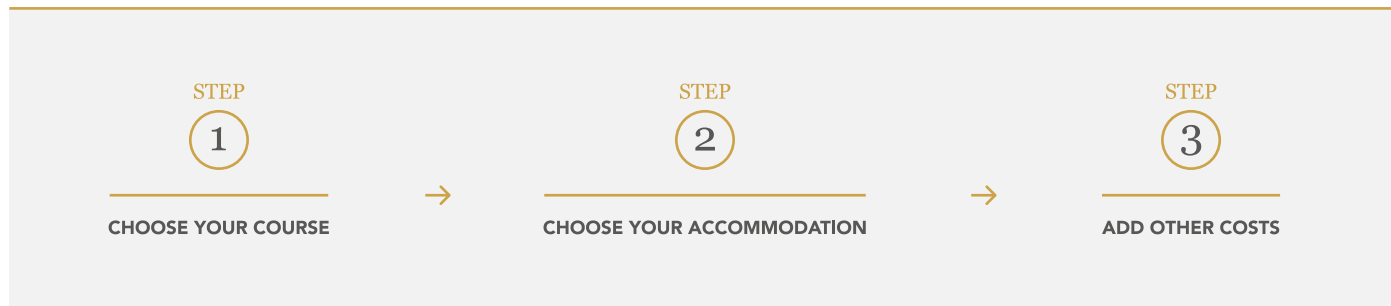 STEP
1
CHOOSE YOUR COURSE
STEP
2
CHOOSE YOUR ACCOMMODATION
STEP
3
ADD OTHER COSTS